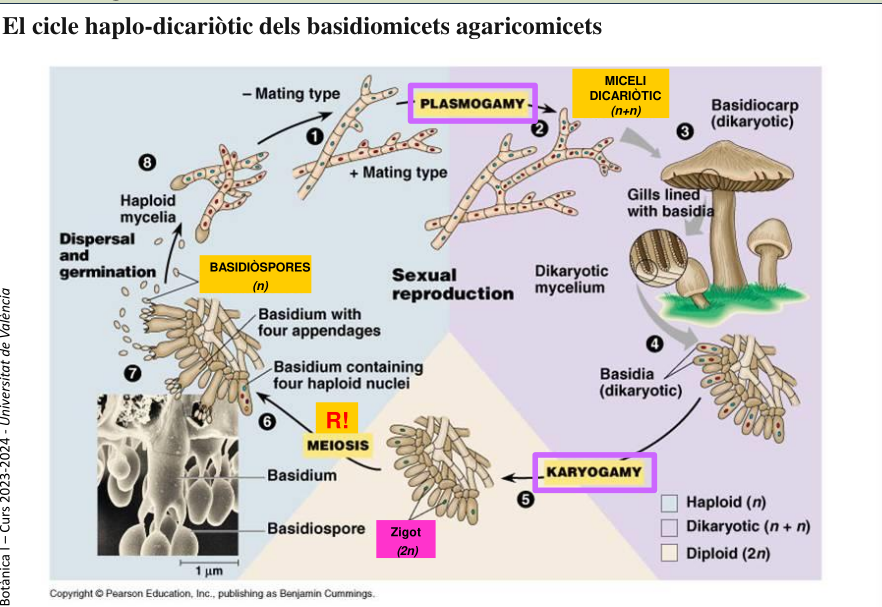 El cicle haplo-dicariòtic dels basidiomicets agaricomicets
– Mating type
PLASMOGAMY
MICELI
DICARIÒTIC
(n+n)
Basidiocarp
(dikaryotic)
1
2
3
+ Mating type
8
Haploid
mycelia
Gills lined
with basidia
Dispersal
and
germination
BASIDIÒSPORES
(n)
Sexual
reproduction
Dikaryotic
mycelium
Basidium with
four appendages
4
7
Basidium containing
four haploid nuclei
Basidia
(dikaryotic)
6
R!
MEIOSIS
KARYOGAMY
5
Basidium
Basidiospore
Zigot
(2n)
Haploid (n)
Dikaryotic (n + n)
Diploid (2n)
1 µm
Copyright © Pearson Education, Inc., publishing as Benjamin Cummings.
Botànica I – Curs 2023-2024 - Universitat de València